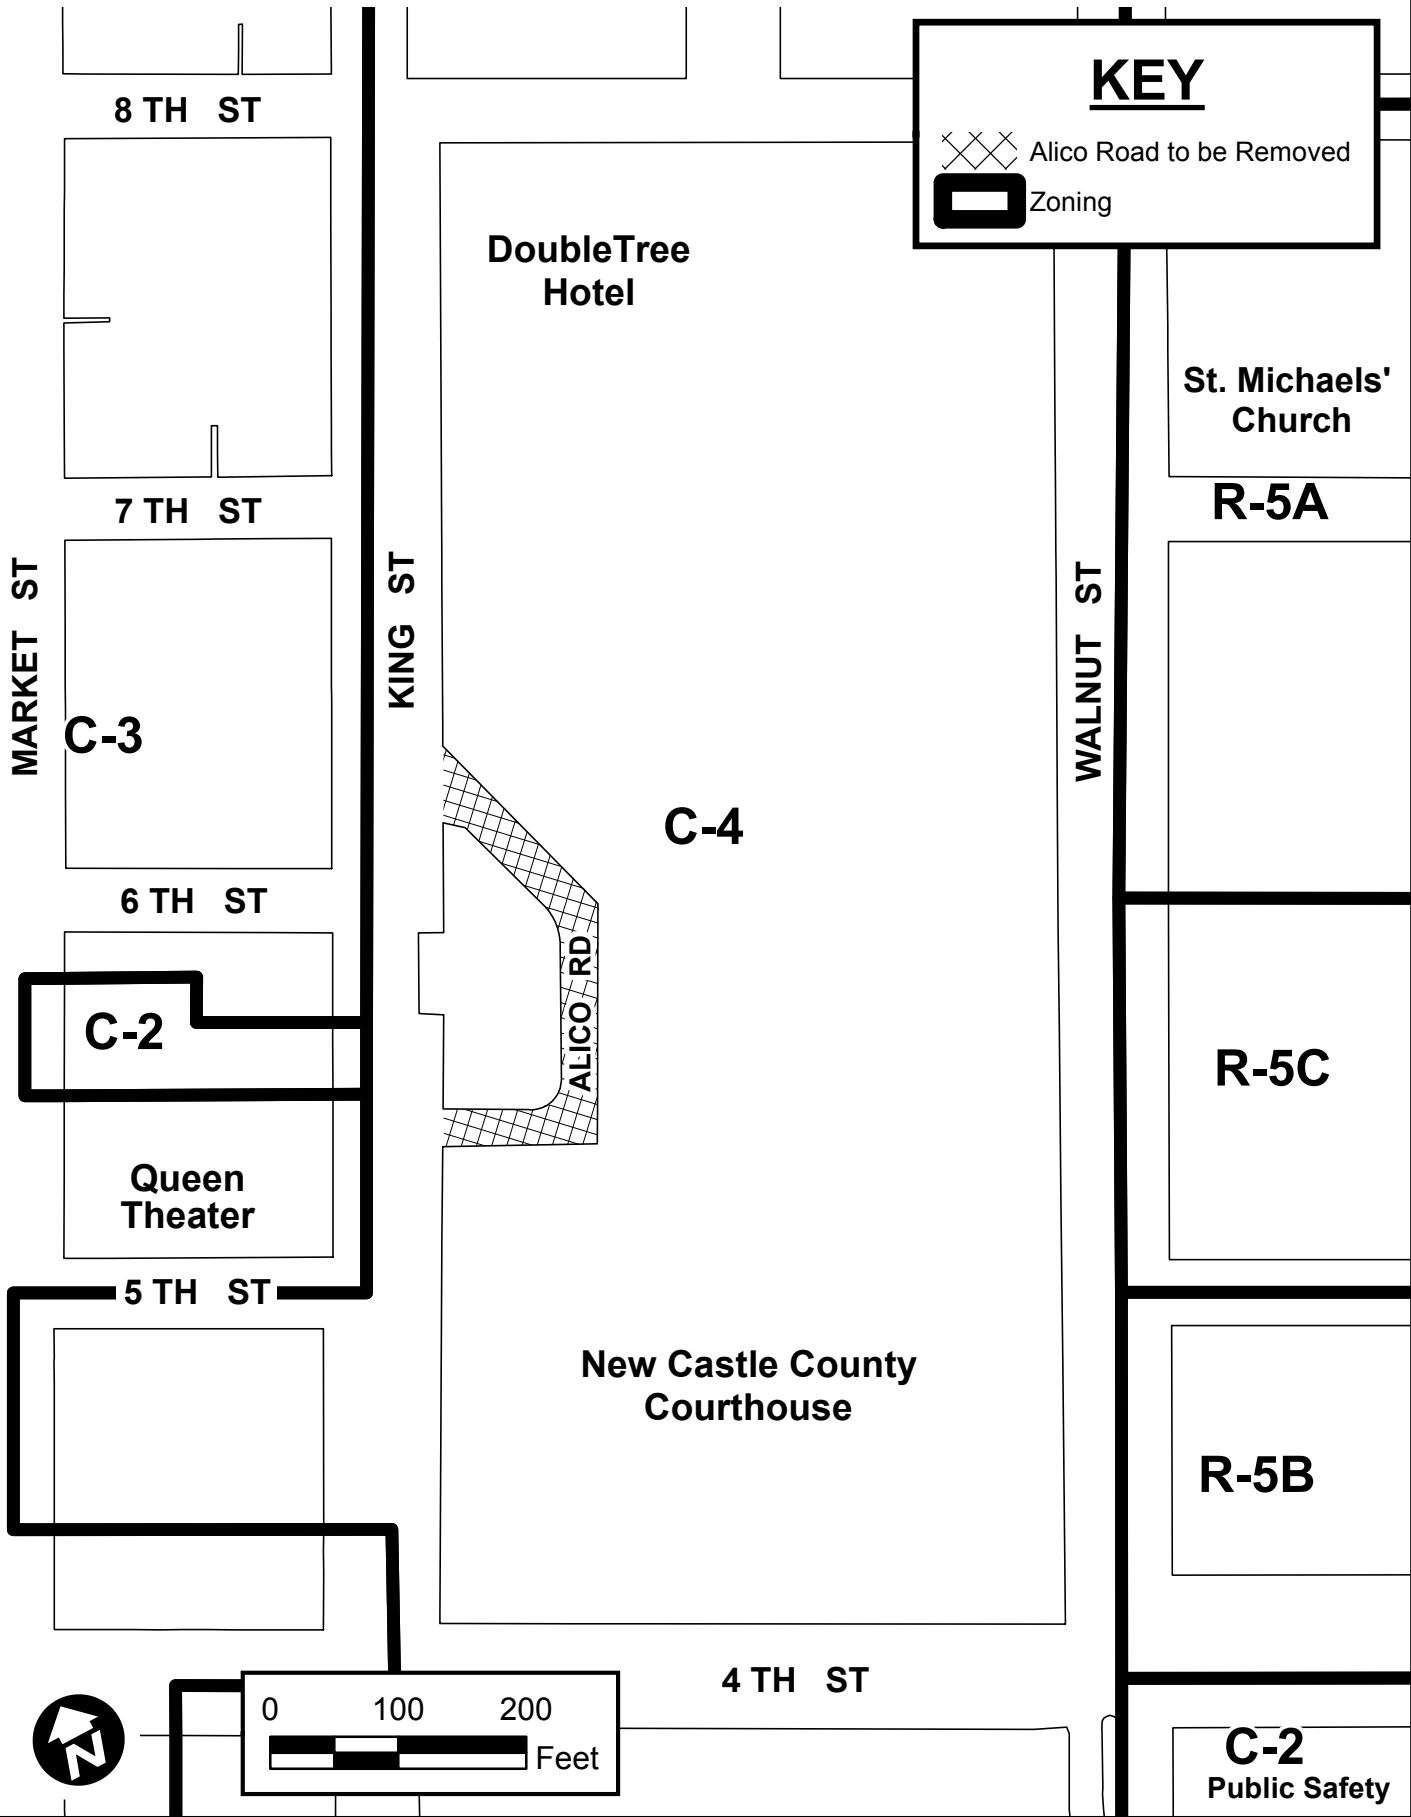 KEY
Alico Road to be Removed
Zoning
8 TH ST
DoubleTree
Hotel
St. Michaels'
Church
R-5A
7 TH ST
MARKET ST
KING ST
WALNUT ST
C-3
C-4
6 TH ST
ALICO RD
C-2
R-5C
Queen
Theater
5 TH ST
New Castle County
Courthouse
R-5B
4 TH ST
N
0 100 200
Feet
C-2
Public Safety